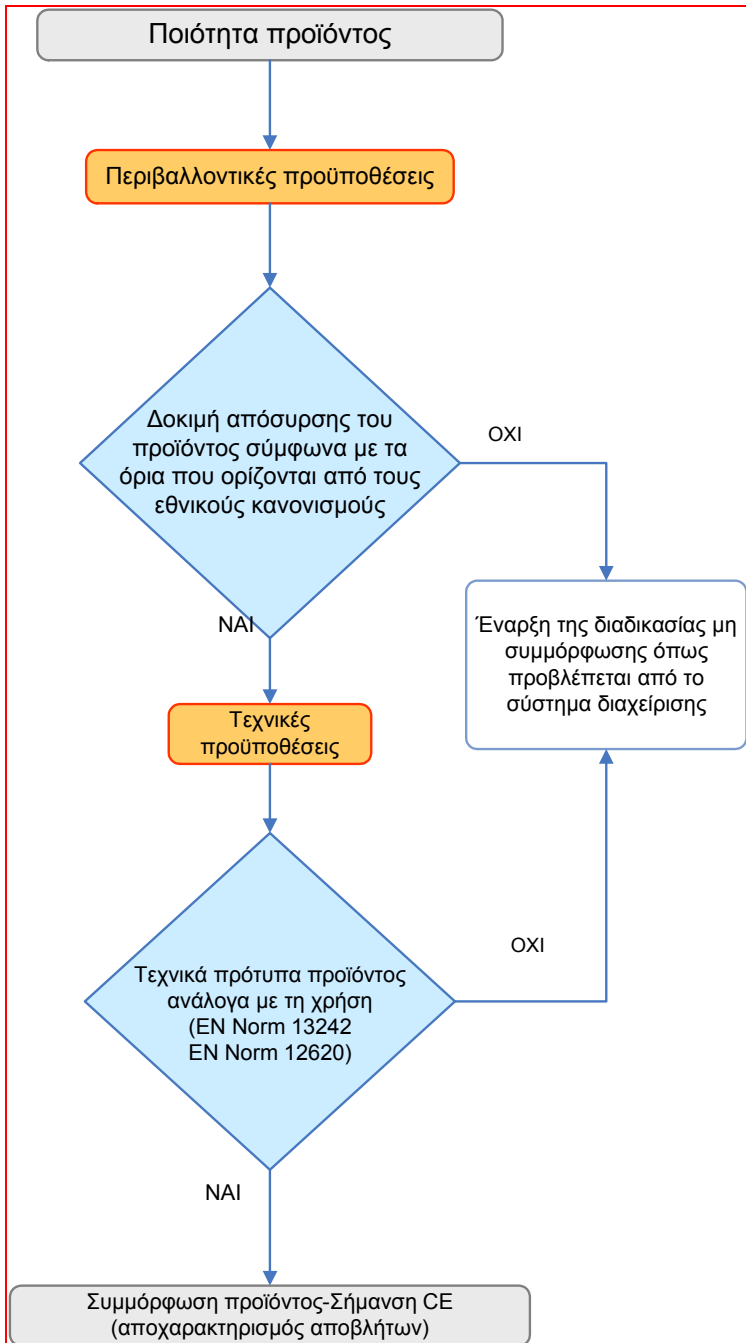 Ποιότητα προϊόντος
Περιβαλλοντικές προϋποθέσεις
Δοκιμή απόσυρσης του
προϊόντος σύμφωνα με τα
όρια που ορίζονται από τους
εθνικούς κανονισμούς
ΟΧΙ
ΝΑΙ
Έναρξη της διαδικασίας μη
συμμόρφωσης όπως
προβλέπεται από το
σύστημα διαχείρισης
Τεχνικές
προϋποθέσεις
ΟΧΙ
Τεχνικά πρότυπα προϊόντος
ανάλογα με τη χρήση
(EN Norm 13242
EN Norm 12620)
ΝΑΙ
Συμμόρφωση προϊόντος-Σήμανση CE
(αποχαρακτηρισμός αποβλήτων)